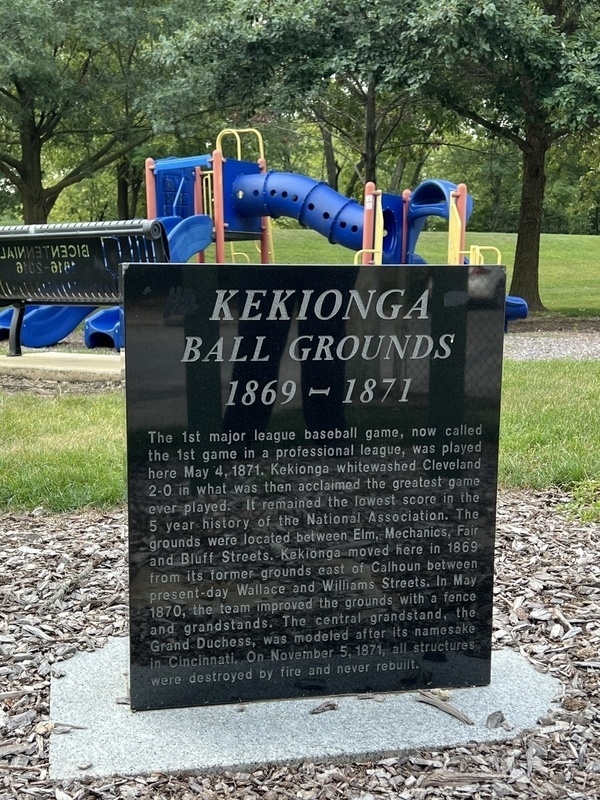 BICENTENNIAL
1816-2016
KEKIONGA
BALL GROUNDS
1869 - 1871
The 1st major league baseball game, now called
the 1st game in a professional league, was played
here May 4, 1871. Kekionga whitewashed Cleveland
2-0 in what was then acclaimed the greatest game
ever played. It remained the lowest score in the
5 year history of the National Association. The
grounds were located between Elm, Mechanics, Fair
and Bluff Streets. Kekionga moved here in 1869
from its former grounds east of Calhoun between
present-day Wallace and Williams Streets. In May
1870, the team improved the grounds with a fence
and grandstands. The central grandstand, the
Grand Duchess, was modeled after its namesake
in Cincinnati. On November 5, 1871, all structures
were destroyed by fire and never rebuilt.